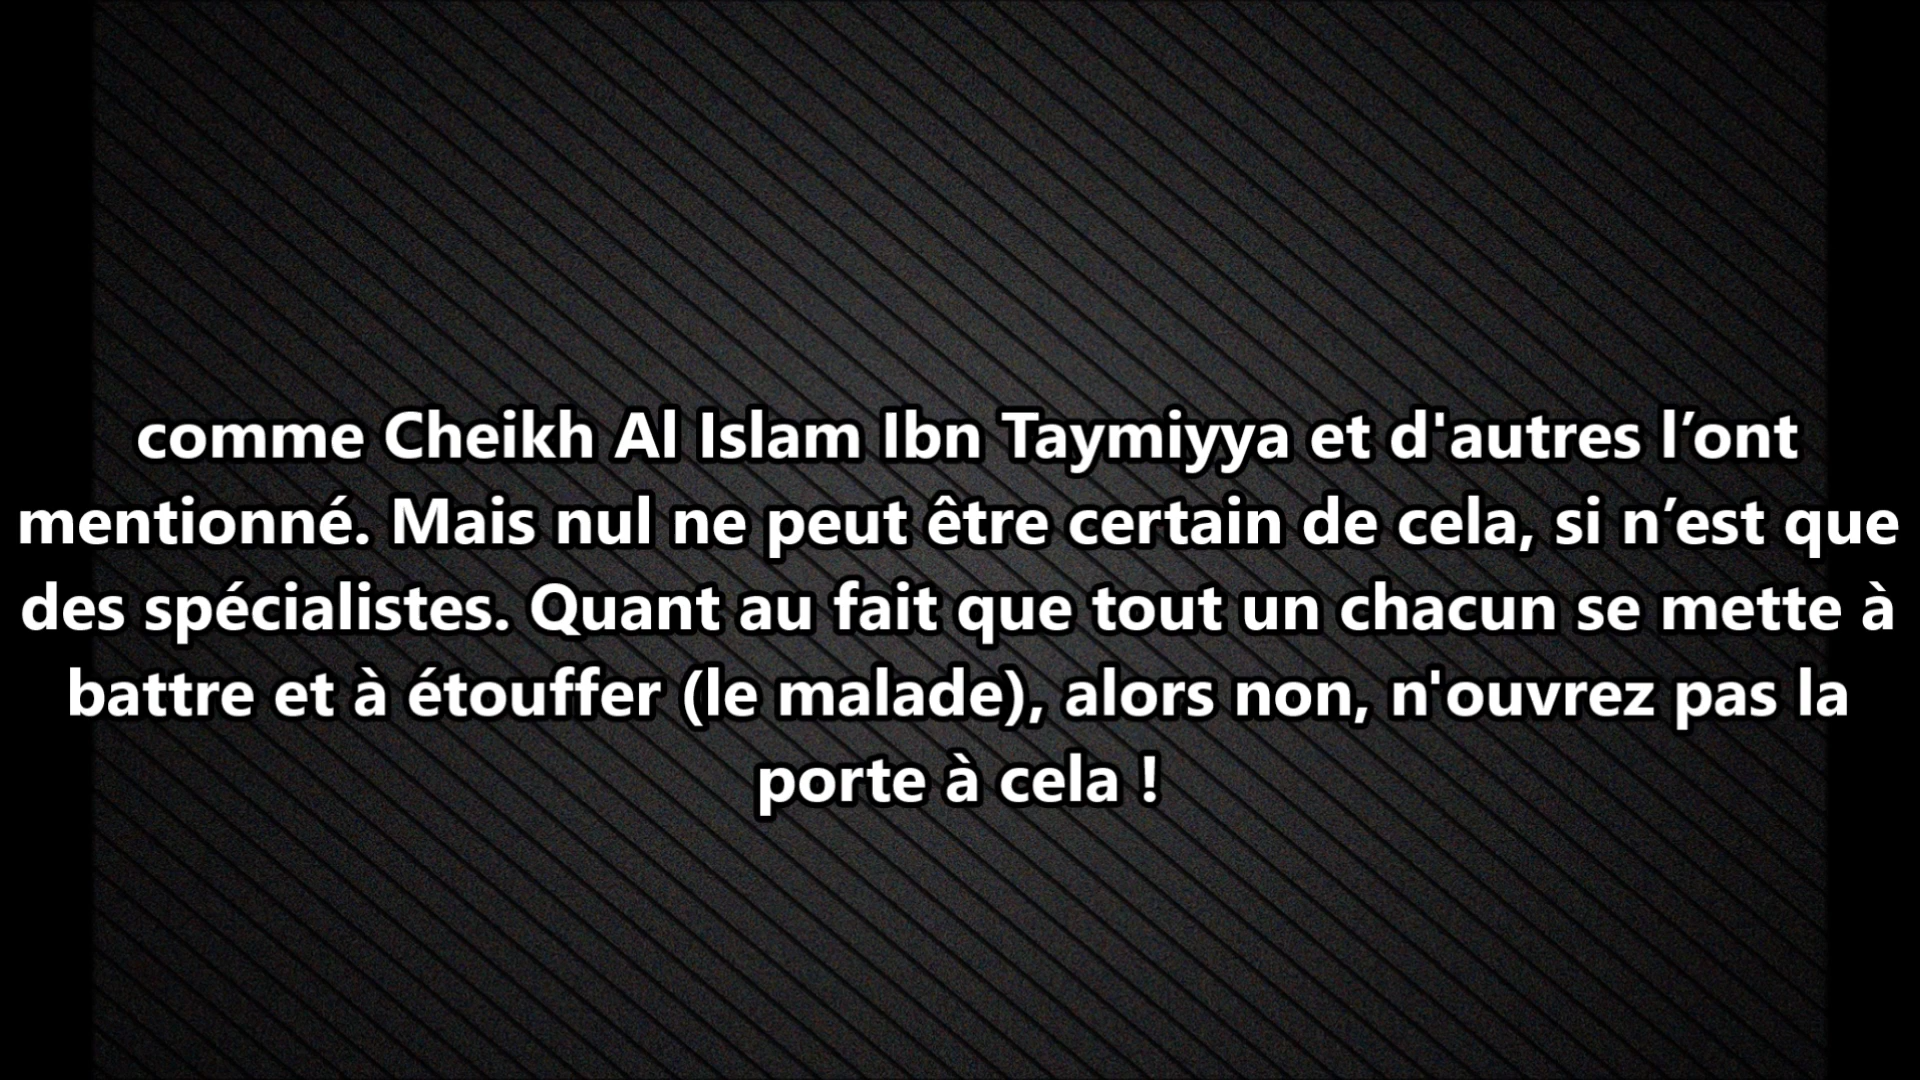 comme Cheikh Al Islam Ibn Taymiyya et d'autres l’ont
mentionné. Mais nul ne peut être certain de cela, si n’est que
des spécialistes. Quant au fait que tout un chacun se mette à
battre et à étouffer (le malade), alors non, n'ouvrez pas la
porte à cela !